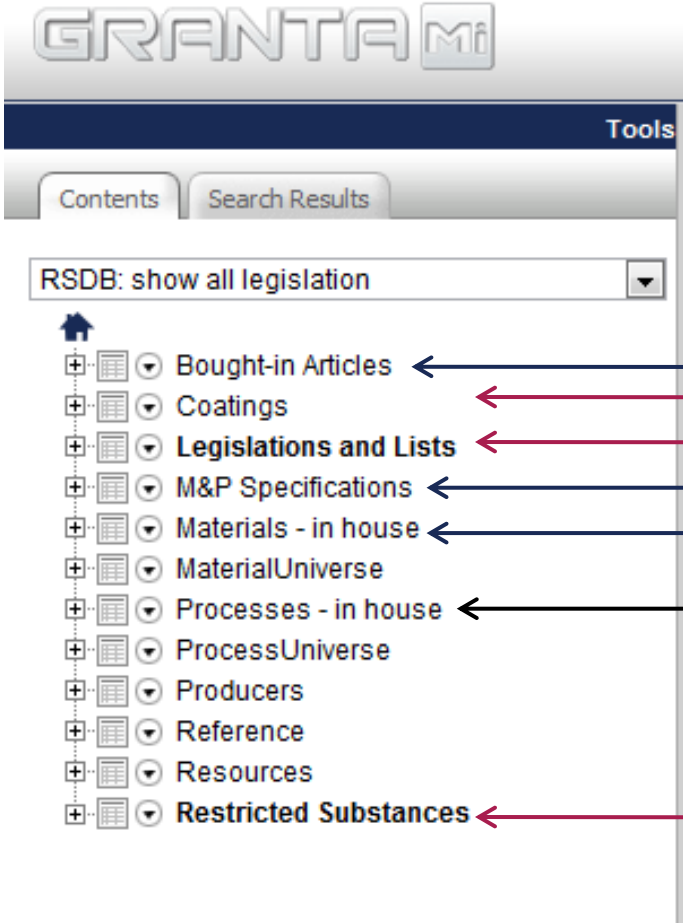 GRANTA Mi
Tools
Contents
Search Results
RSDB: show all legislation
Bought-in Articles
Coatings
Legislations and Lists
M&P Specifications
Materials - in house
MaterialUniverse
Processes - in house
ProcessUniverse
Producers
Reference
Resources
Restricted Substances